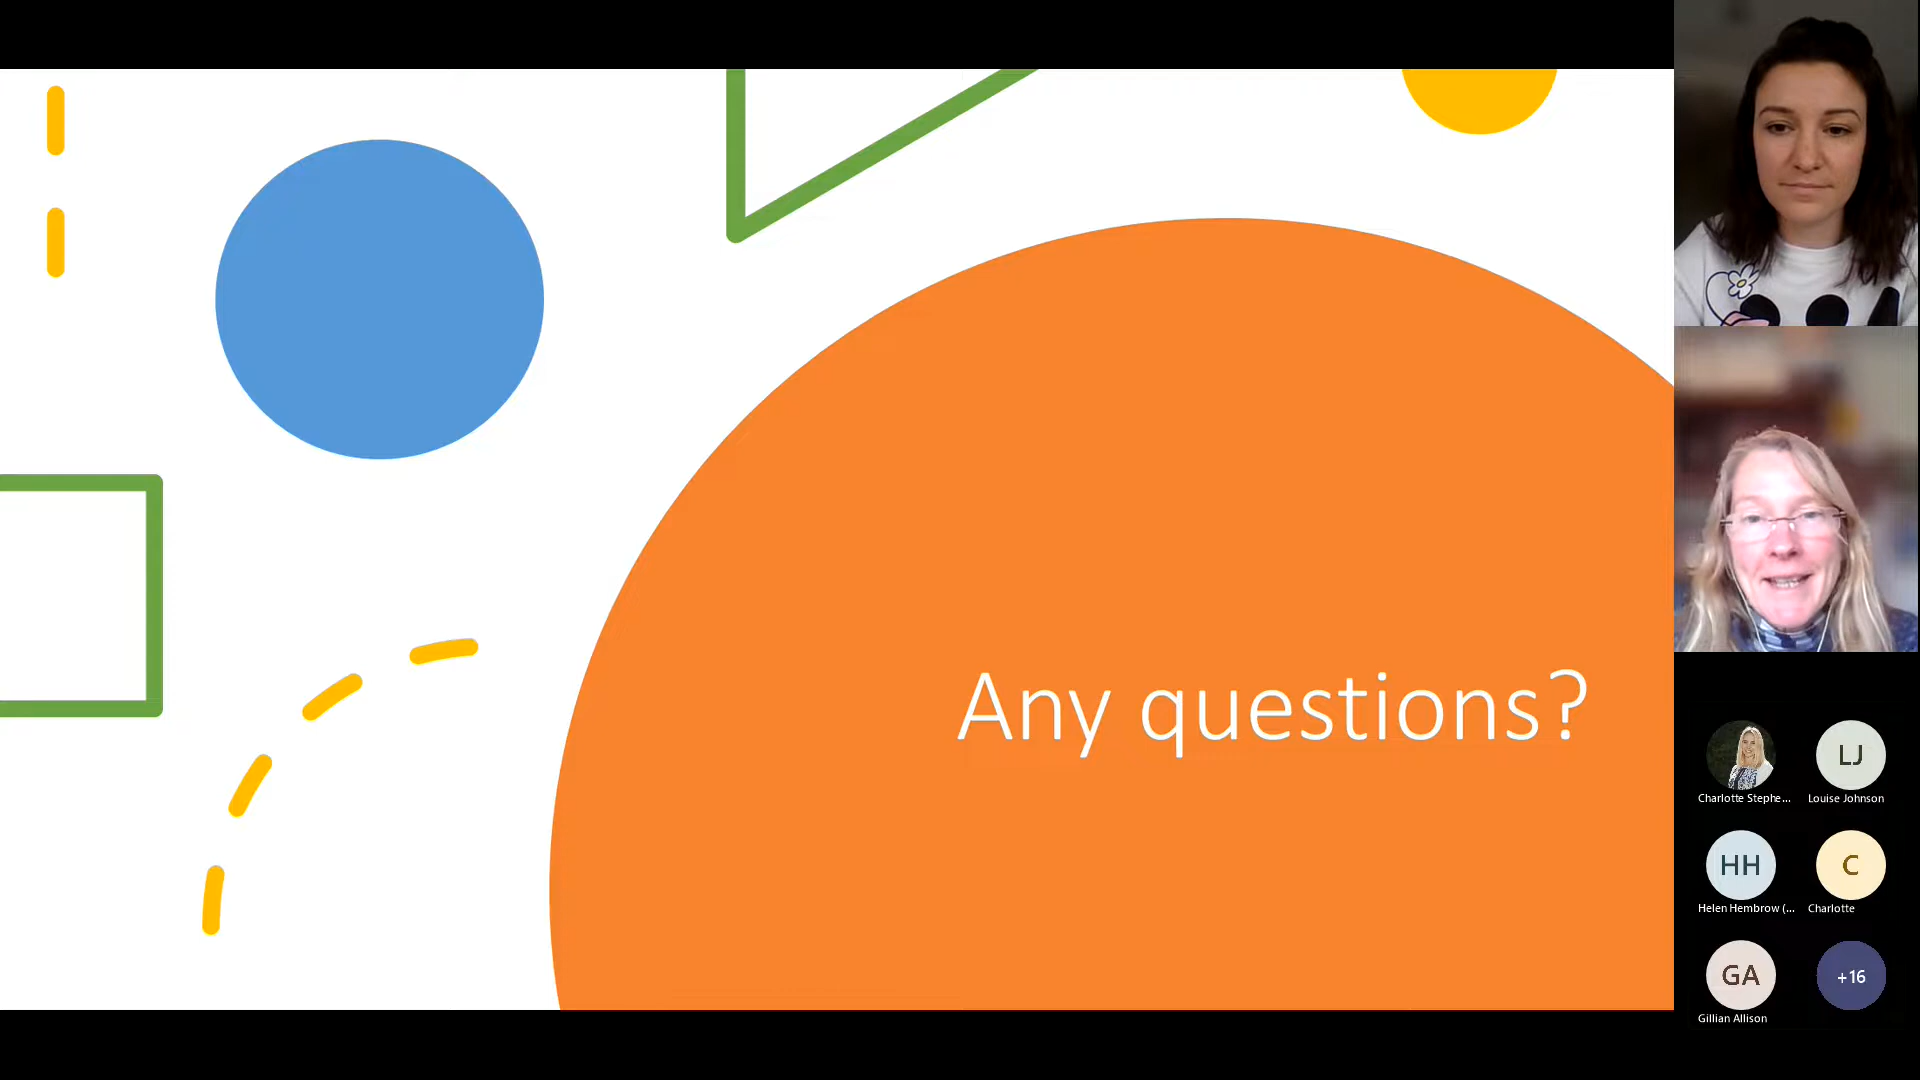 Any questions?
Charlotte Stephe...
LJ
Louise Johnson
HH
Helen Hembrow (...
C
Charlotte
GA
Gillian Allison
+16